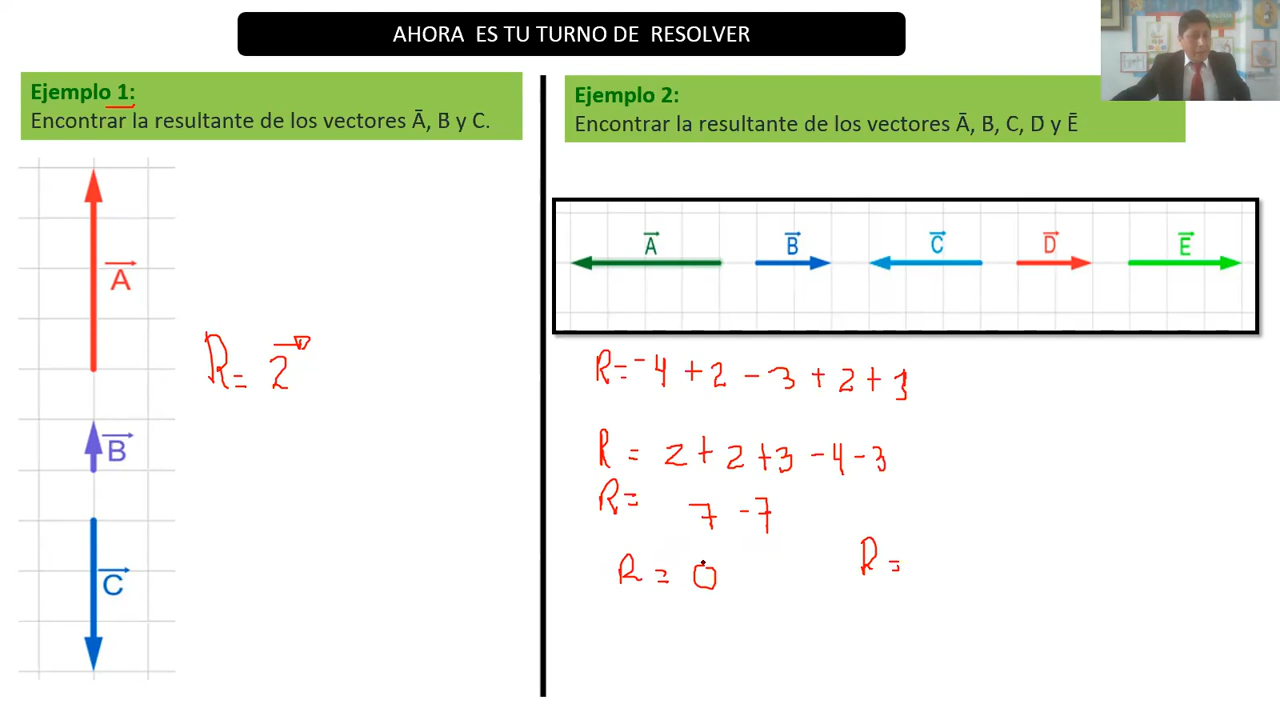 AHORA ES TU TURNO DE RESOLVER
Ejemplo 1:
Encontrar la resultante de los vectores Ā, B y C.
A
B
C
R = 2
Ejemplo 2:
Encontrar la resultante de los vectores Ā, B, C, D y Ē
A B C D E
R = -4 + 2 - 3 + 2 + 3
R = 2 + 2 + 3 - 4 - 3
R = 7 - 7
R = 0 R =